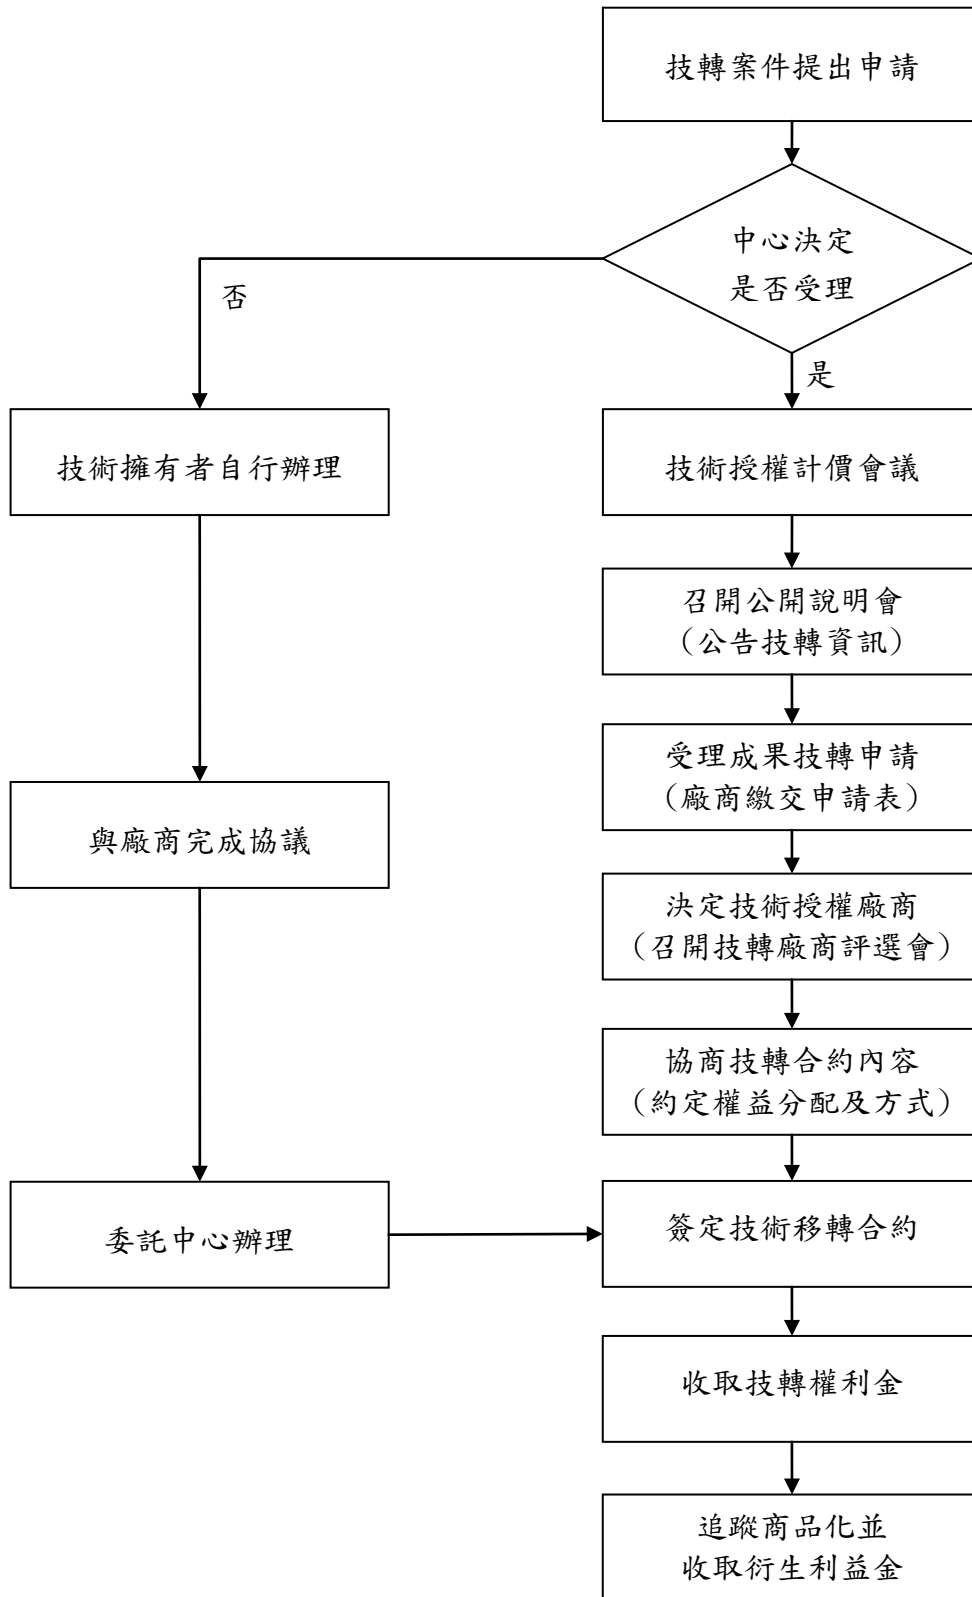 技轉案件提出申請
中心決定
是否受理
否
是
技術擁有者自行辦理
技術授權計價會議
召開公開說明會
（公告技轉資訊）
受理成果技轉申請
（廠商繳交申請表）
與廠商完成協議
決定技術授權廠商
（召開技轉廠商評選會）
協商技轉合約內容
（約定權益分配及方式）
委託中心辦理
簽定技術移轉合約
收取技轉權利金
追蹤商品化並
收取衍生利益金